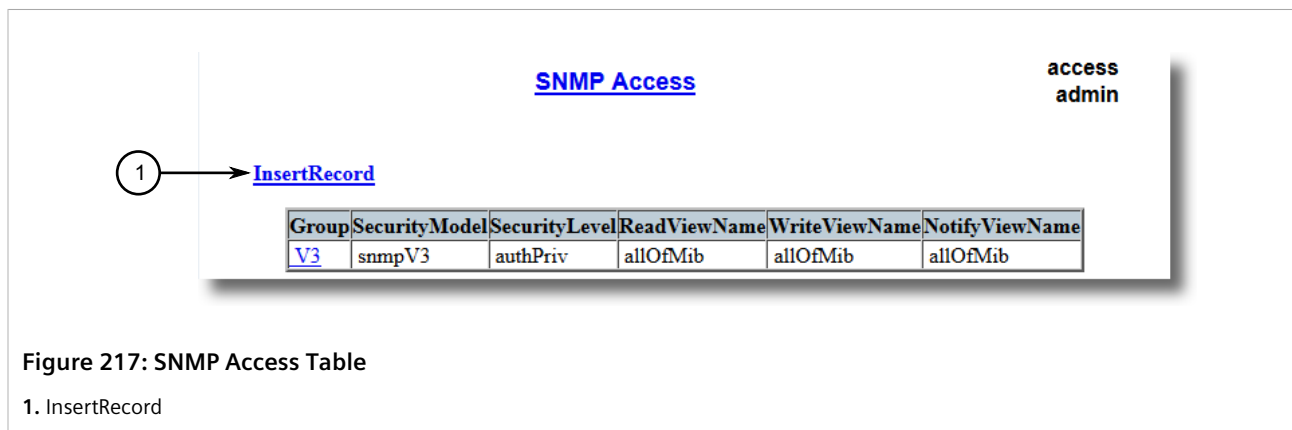 SNMP Access
access
admin
1
InsertRecord
Group SecurityModel SecurityLevel ReadViewName WriteViewName NotifyViewName
V3 snmpV3 authPriv allOfMib allOfMib allOfMib
Figure 217: SNMP Access Table
1. InsertRecord